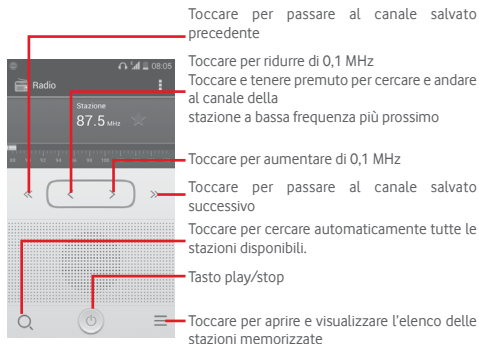 Toccare per passare al canale salvato
precedente
Toccare per ridurre di 0,1 MHz
Toccare e tenere premuto per cercare e andare
al canale della
stazione a bassa frequenza più prossimo
Toccare per aumentare di 0,1 MHz
Toccare per passare al canale salvato
successivo
Toccare per cercare automaticamente tutte le
stazioni disponibili.
Tasto play/stop
Toccare per aprire e visualizzare l'elenco delle
stazioni memorizzate
08:05
Radio
Stazione
87.5 MHz